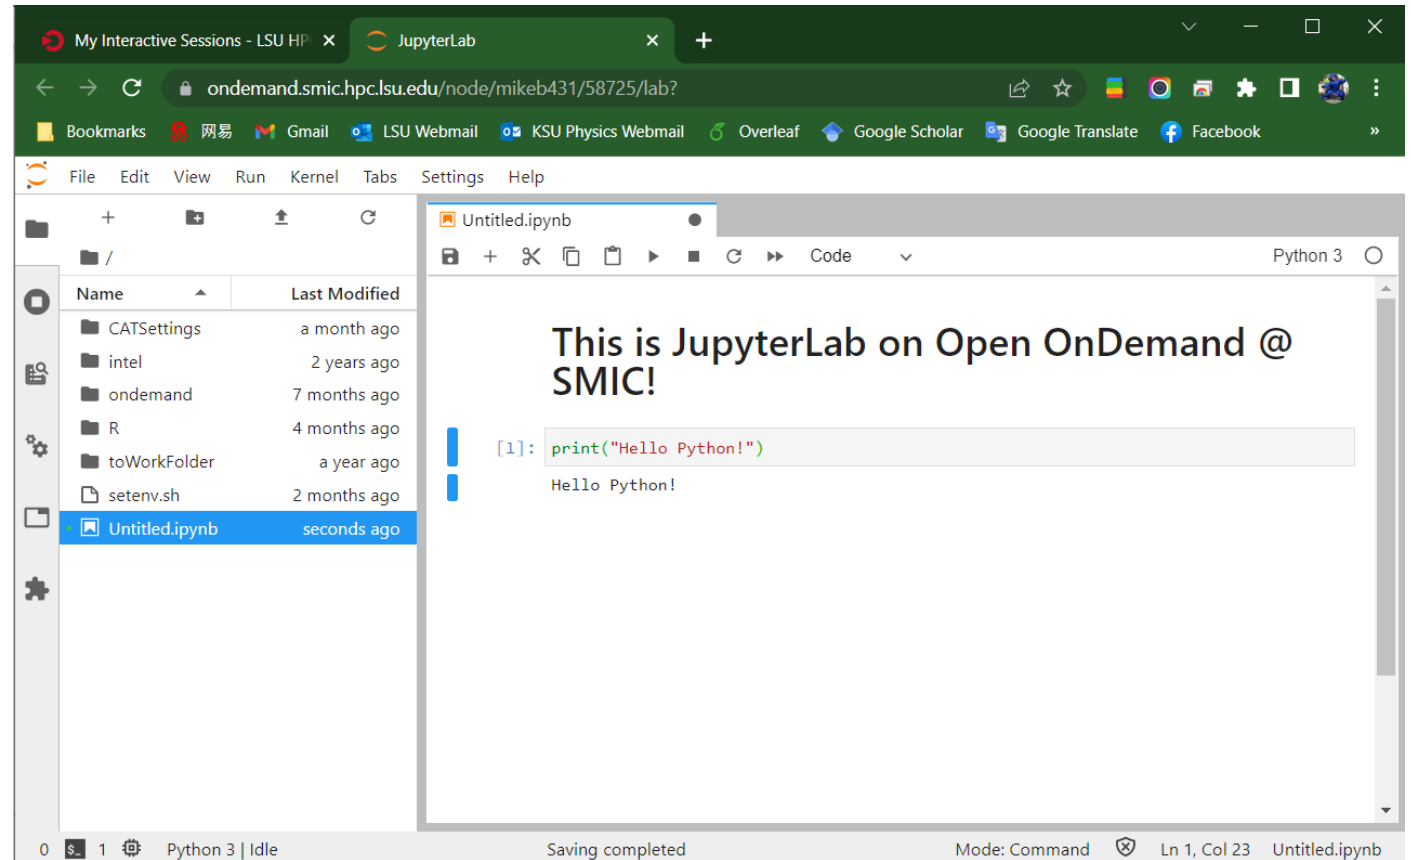 My Interactive Sessions - LSU HP
JupyterLab
ondemand.smic.hpc.lsu.edu/node/mikeb431/58725/lab?
Bookmarks 网易 Gmail LSU Webmail KSU Physics Webmail Overleaf Google Scholar Google Translate Facebook »
File Edit View Run Kernel Tabs Settings Help
/
Name Last Modified
CATSettings a month ago
intel 2 years ago
ondemand 7 months ago
R 4 months ago
toWorkFolder a year ago
setenv.sh 2 months ago
Untitled.ipynb seconds ago
Untitled.ipynb
Code Python 3
This is JupyterLab on Open OnDemand @
SMIC!
[1]: print("Hello Python!")
Hello Python!
0 $_ 1 Python 3 | Idle Saving completed Mode: Command Ln 1, Col 23 Untitled.ipynb